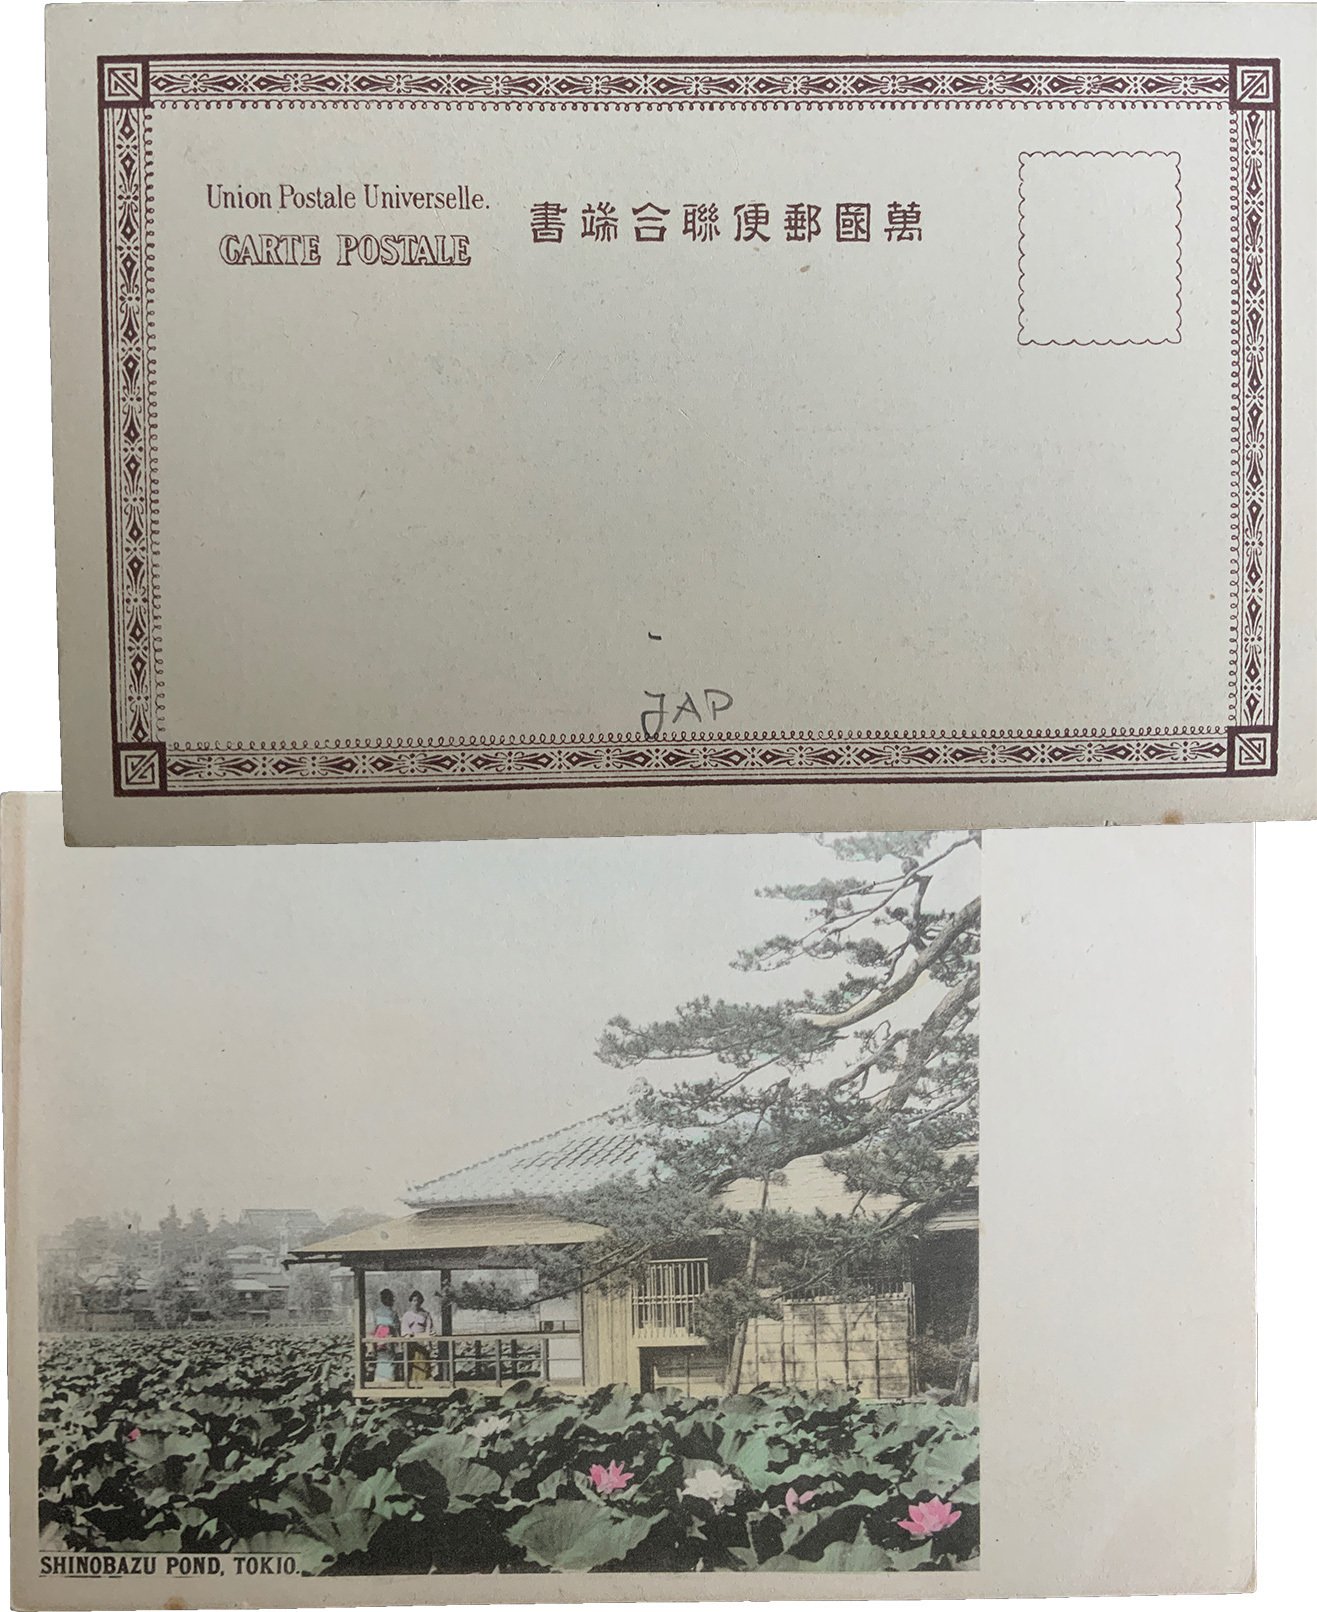 Union Postale Universelle.
CARTE POSTALE
萬國郵便聯合端書
JAP
SHINOBAZU POND, TOKIO.